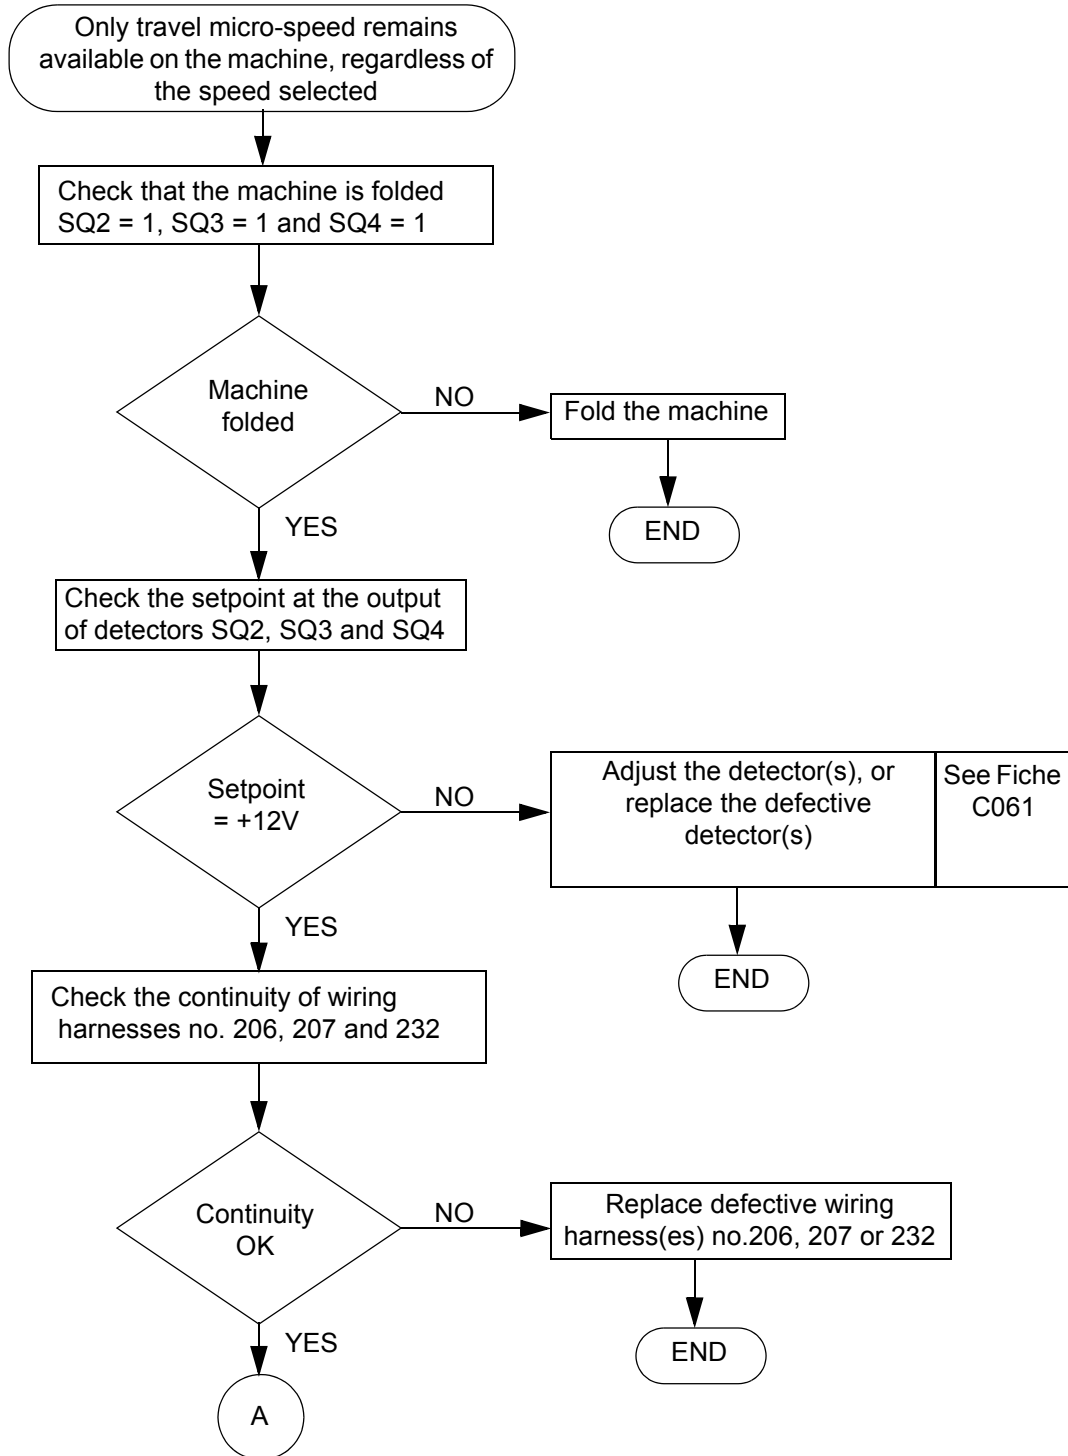 Only travel micro-speed remains
available on the machine, regardless of
the speed selected
Check that the machine is folded
SQ2 = 1, SQ3 = 1 and SQ4 = 1
Machine
folded
NO
Fold the machine
END
YES
Check the setpoint at the output
of detectors SQ2, SQ3 and SQ4
Setpoint
= +12V
NO
Adjust the detector(s), or
replace the defective
detector(s)
See Fiche
C061
END
YES
Check the continuity of wiring
harnesses no. 206, 207 and 232
Continuity
OK
NO
Replace defective wiring
harness(es) no.206, 207 or 232
END
YES
A